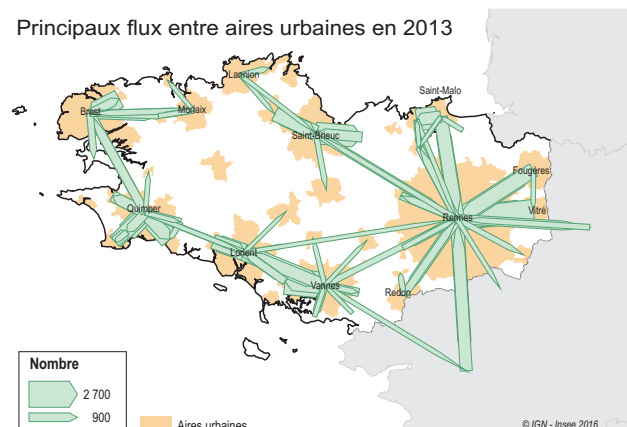 Principaux flux entre aires urbaines en 2013
Lannion
Saint-Malo
Brest
Morlaix
Saint-Brieuc
Fougères
Quimper
Rennes
Vitré
Lorient
Vannes
Redon
Nombre
2 700
900
Aires urbaines
© IGN - Insee 2016